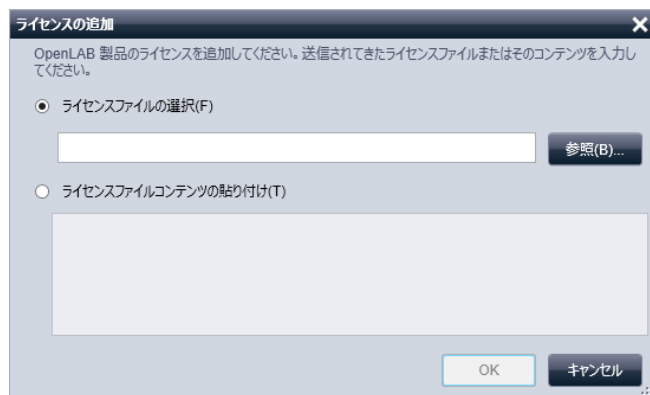 ライセンスの追加
OpenLAB 製品のライセンスを追加してください。送信されてきたライセンスファイルまたはそのコンテンツを入力し
てください。
ライセンスファイルの選択(F)
参照(B)...
ライセンスファイルコンテンツの貼り付け(T)
OK
キャンセル